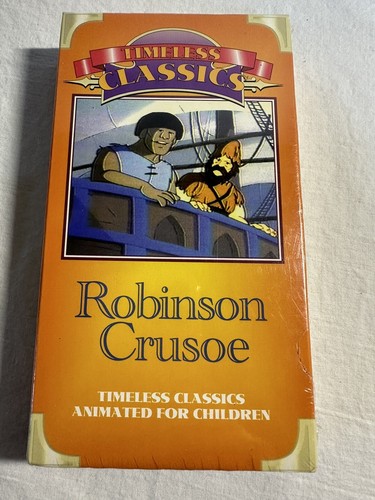 TIMELESS
CLASSICS
Robinson
Crusoe
TIMELESS CLASSICS
ANIMATED FOR CHILDREN